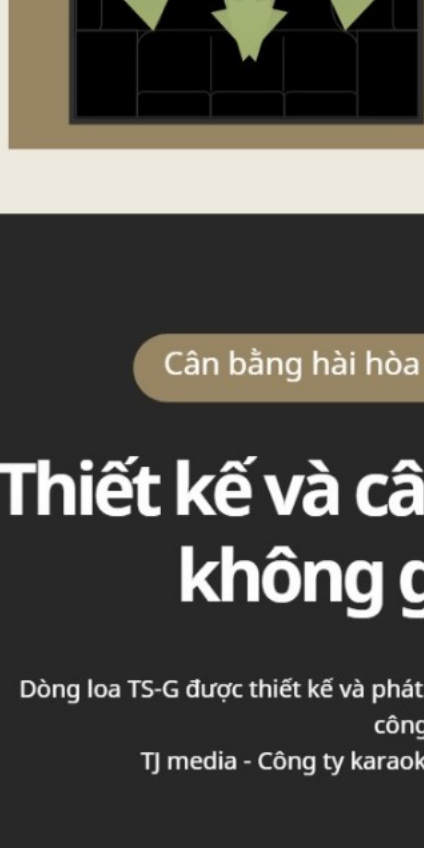 Cân bằng hài hòa
Thiết kế và câ
không g
Dòng loa TS-G được thiết kế và phát
công
TJ media - Công ty karaok